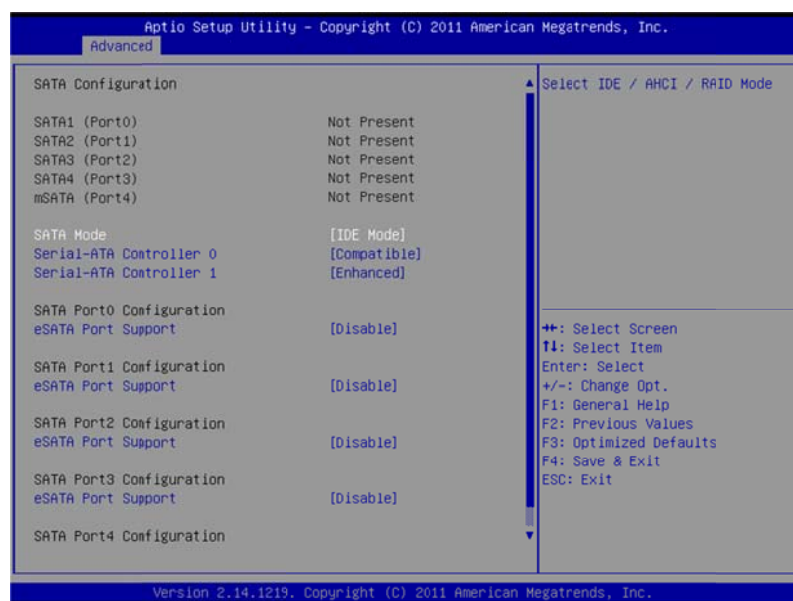 Aptio Setup Utility – Copyright (C) 2011 American Megatrends, Inc.
Advanced
SATA Configuration
SATA1 (Port0) Not Present
SATA2 (Port1) Not Present
SATA3 (Port2) Not Present
SATA4 (Port3) Not Present
mSATA (Port4) Not Present
SATA Mode [IDE Mode]
Serial-ATA Controller 0 [Compatible]
Serial-ATA Controller 1 [Enhanced]
SATA Port0 Configuration
eSATA Port Support [Disable]
SATA Port1 Configuration
eSATA Port Support [Disable]
SATA Port2 Configuration
eSATA Port Support [Disable]
SATA Port3 Configuration
eSATA Port Support [Disable]
SATA Port4 Configuration
Select IDE / AHCI / RAID Mode
→←: Select Screen
↑↓: Select Item
Enter: Select
+/-: Change Opt.
F1: General Help
F2: Previous Values
F3: Optimized Defaults
F4: Save & Exit
ESC: Exit
Version 2.14.1219. Copyright (C) 2011 American Megatrends, Inc.